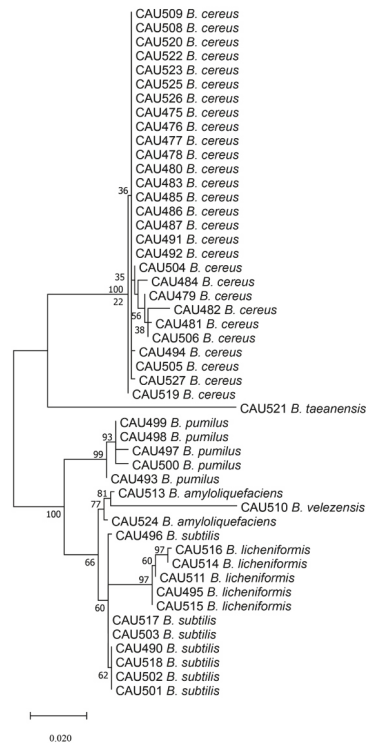 CAU509 B. cereus
CAU508 B. cereus
CAU520 B. cereus
CAU522 B. cereus
CAU523 B. cereus
CAU525 B. cereus
CAU526 B. cereus
CAU475 B. cereus
CAU476 B. cereus
CAU477 B. cereus
CAU478 B. cereus
CAU480 B. cereus
CAU483 B. cereus
36
CAU485 B. cereus
CAU486 B. cereus
CAU487 B. cereus
CAU491 B. cereus
CAU492 B. cereus
CAU504 B. cereus
35
CAU484 B. cereus
100
CAU479 B. cereus
22
CAU482 B. cereus
56
CAU481 B. cereus
38
CAU506 B. cereus
CAU494 B. cereus
CAU505 B. cereus
CAU527 B. cereus
CAU519 B. cereus
CAU521 B. taeanensis
CAU499 B. pumilus
93
CAU498 B. pumilus
CAU497 B. pumilus
99
CAU500 B. pumilus
CAU493 B. pumilus
81
CAU513 B. amyloliquefaciens
77
CAU510 B. velezensis
100
CAU524 B. amyloliquefaciens
CAU496 B. subtilis
97
CAU516 B. licheniformis
66
60
CAU514 B. licheniformis
97
CAU511 B. licheniformis
CAU495 B. licheniformis
60
CAU515 B. licheniformis
CAU517 B. subtilis
CAU503 B. subtilis
CAU490 B. subtilis
CAU518 B. subtilis
62
CAU502 B. subtilis
CAU501 B. subtilis
0.020